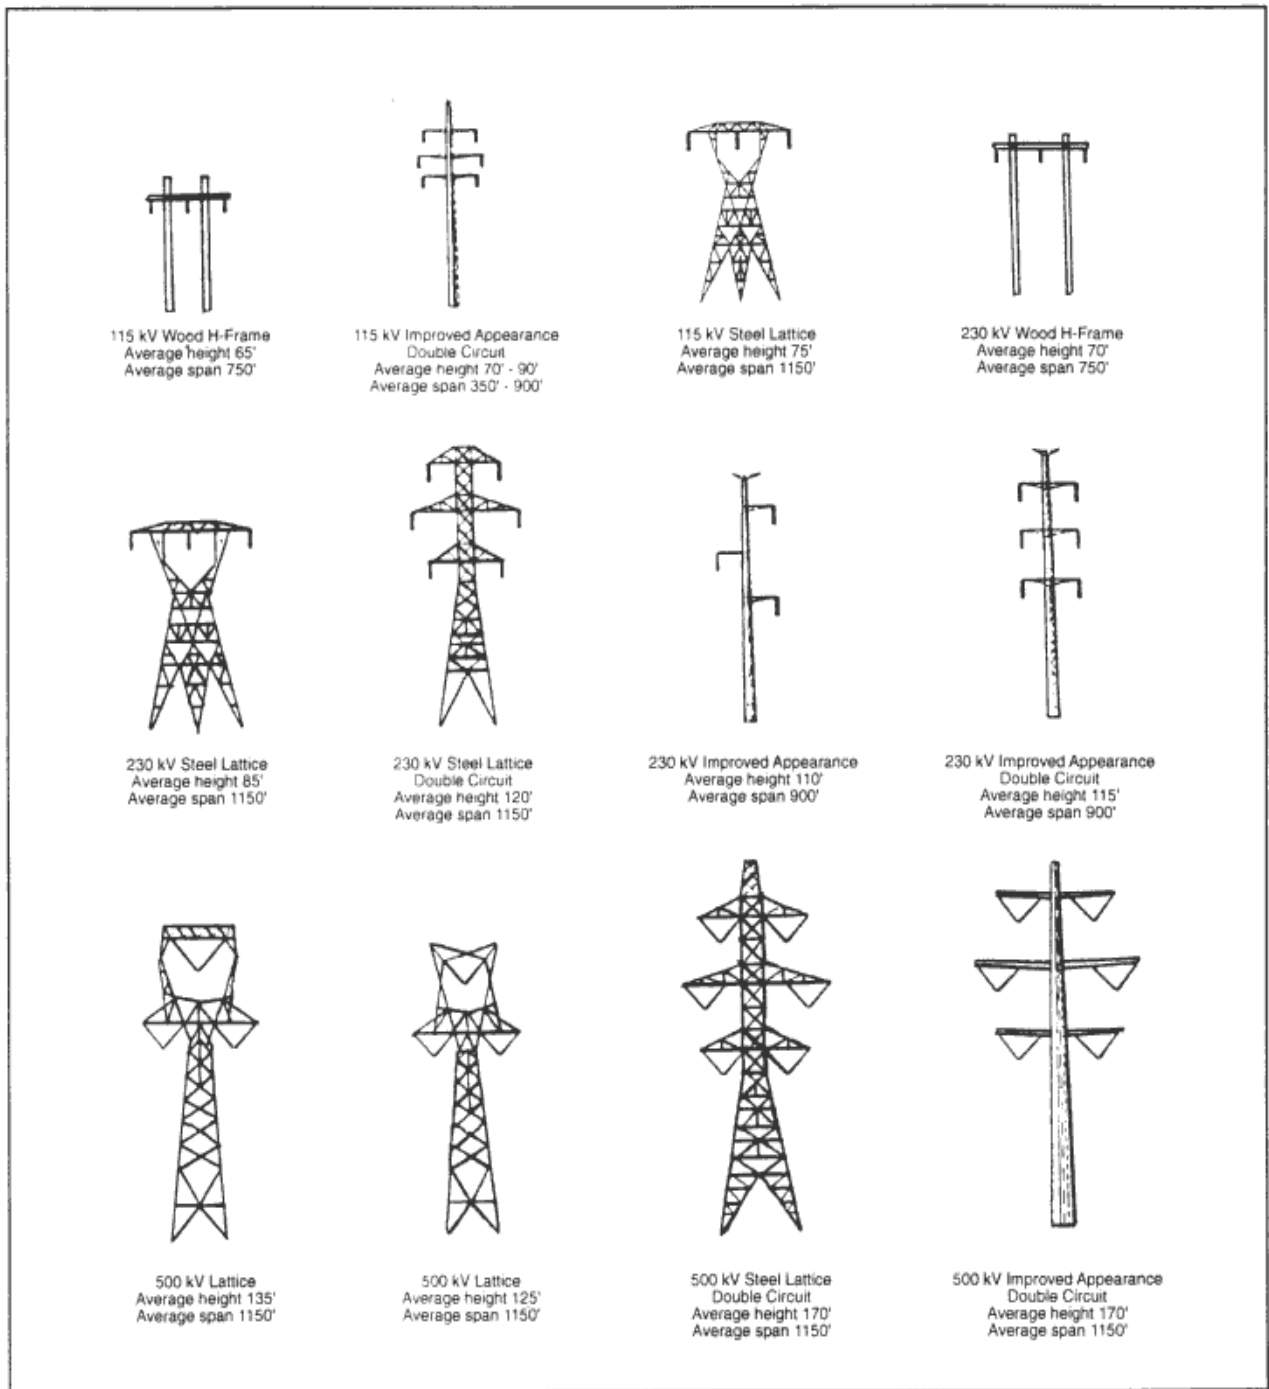 115 kV Wood H-Frame
Average height 65'
Average span 750'
115 kV Improved Appearance
Double Circuit
Average height 70' - 90'
Average span 350' - 900'
115 kV Steel Lattice
Average height 75'
Average span 1150'
230 kV Wood H-Frame
Average height 70'
Average span 750'
230 kV Steel Lattice
Average height 85'
Average span 1150'
230 kV Steel Lattice
Double Circuit
Average height 120'
Average span 1150'
230 kV Improved Appearance
Average height 110'
Average span 900'
230 kV Improved Appearance
Double Circuit
Average height 115'
Average span 900'
500 kV Lattice
Average height 135'
Average span 1150'
500 kV Lattice
Average height 125'
Average span 1150'
500 kV Steel Lattice
Double Circuit
Average height 170'
Average span 1150'
500 kV Improved Appearance
Double Circuit
Average height 170'
Average span 1150'